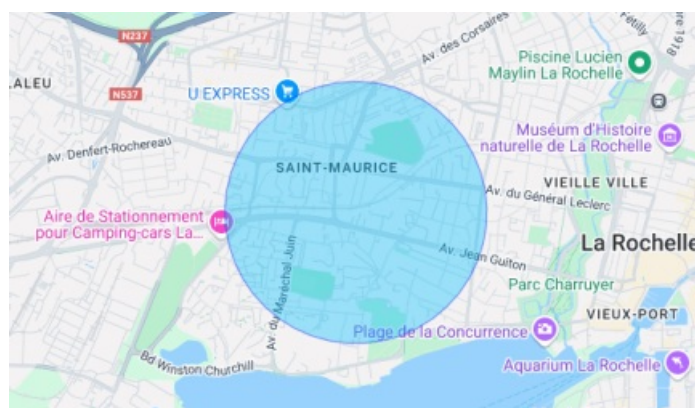 N237
Av. des Corsaires
Pétilly
Piscine Lucien
Maylin La Rochelle
LALEU
N537
U EXPRESS
1918
Muséum d'Histoire
naturelle de La Rochelle
Av. Denfert-Rochereau
SAINT-MAURICE
Av. du Général Leclerc
VIEILLE VILLE
Aire de Stationnement
pour Camping-cars La...
Av. Jean Guiton
La Rochelle
Av. du Maréchal Juin
Parc Charruyer
VIEUX-PORT
Plage de la Concurrence
Bd Winston Churchill
Aquarium La Rochelle